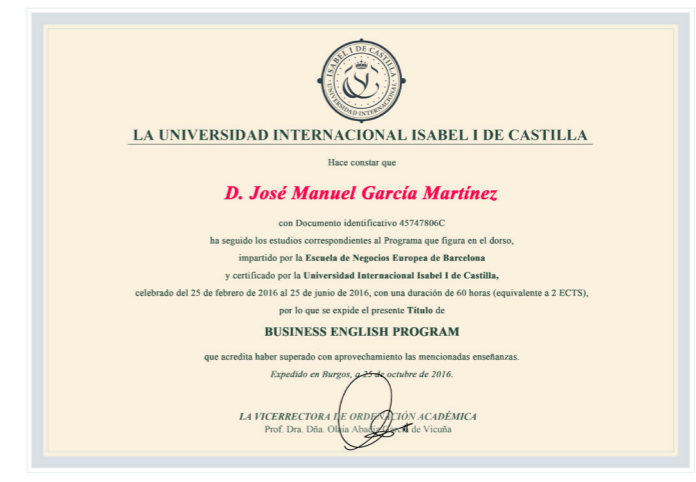 ISABEL I DE CASTILLA
UNIVERSIDAD INTERNACIONAL
LA UNIVERSIDAD INTERNACIONAL ISABEL I DE CASTILLA
Hace constar que
D. José Manuel García Martínez
con Documento identificativo 45747806C
ha seguido los estudios correspondientes al Programa que figura en el dorso,
impartido por la Escuela de Negocios Europea de Barcelona
y certificado por la Universidad Internacional Isabel I de Castilla,
celebrado del 25 de febrero de 2016 al 25 de junio de 2016, con una duración de 60 horas (equivalente a 2 ECTS),
por lo que se expide el presente Título de
BUSINESS ENGLISH PROGRAM
que acredita haber superado con aprovechamiento las mencionadas enseñanzas.
Expedido en Burgos, a 25 de octubre de 2016.
LA VICERRECTORA DE ORDENACIÓN ACADÉMICA
Prof. Dra. Dña. Olaia Abadía García de Vicuña